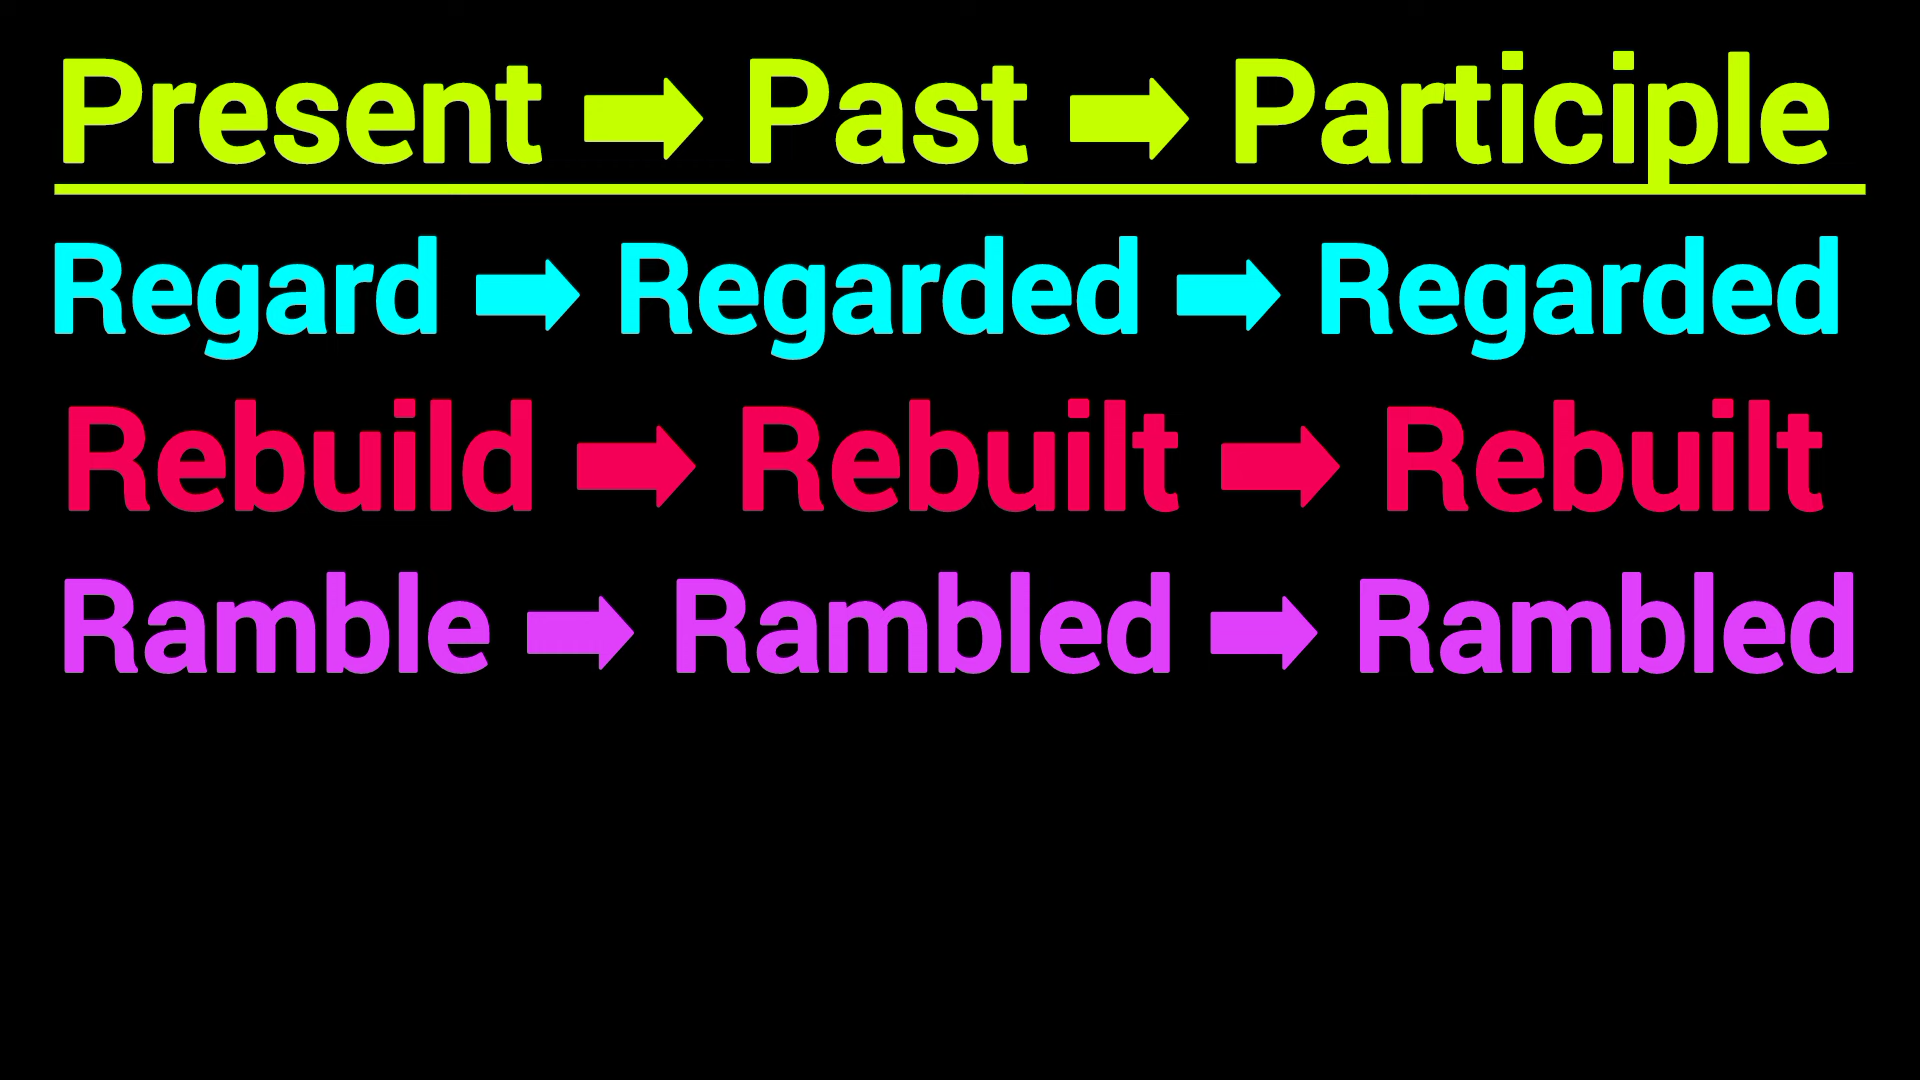 Present ➡ Past ➡ Participle
Regard ➡ Regarded ➡ Regarded
Rebuild ➡ Rebuilt ➡ Rebuilt
Ramble ➡ Rambled ➡ Rambled